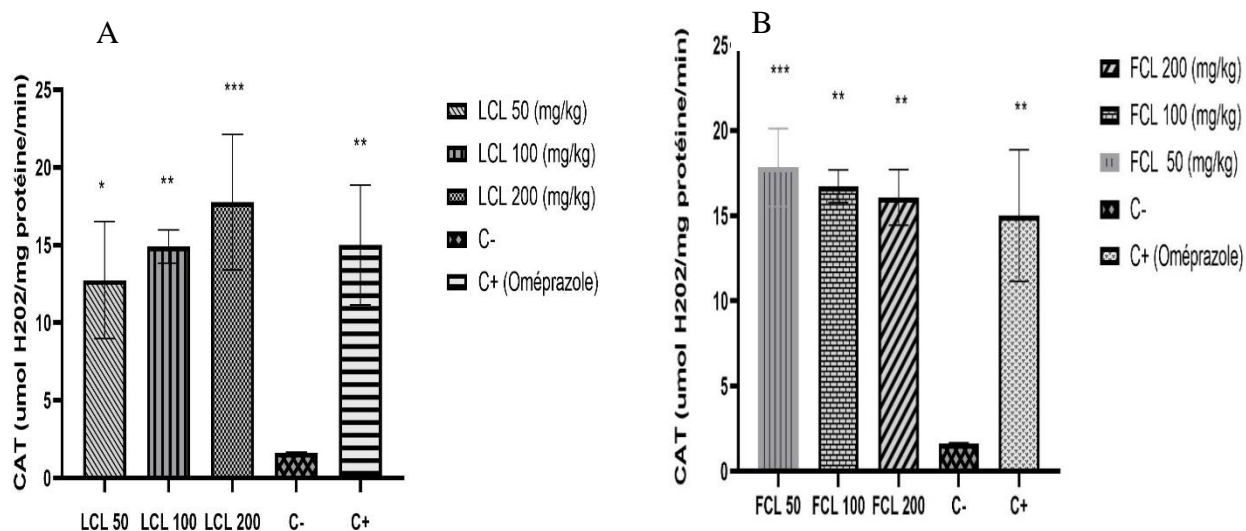 A
CAT (umol H202/mg protéine/min)
25
20
15
10
5
0
*
**
***
**
LCL 50
LCL 100
LCL 200
C-
C+
LCL 50 (mg/kg)
LCL 100 (mg/kg)
LCL 200 (mg/kg)
C-
C+ (Oméprazole)
B
CAT (umol H202/mg protéine/min)
25
20
15
10
5
0
***
**
**
**
FCL 50
FCL 100
FCL 200
C-
C+
FCL 200 (mg/kg)
FCL 100 (mg/kg)
FCL 50 (mg/kg)
C-
C+ (Oméprazole)